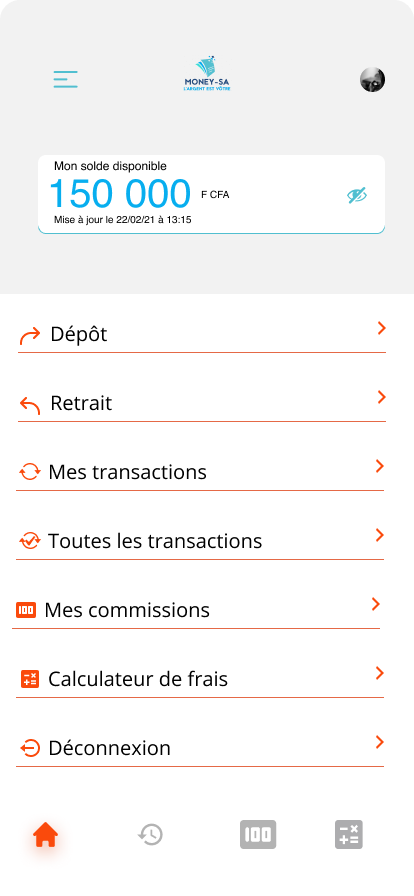 MONEY-SA
L'ARGENT EST VÔTRE
Mon solde disponible
150 000 F CFA
Mise à jour le 22/02/21 à 13:15
Dépôt
Retrait
Mes transactions
Toutes les transactions
100 Mes commissions
Calculateur de frais
Déconnexion
100